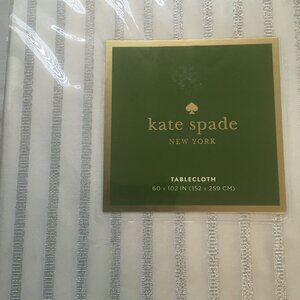 kate spade
NEW YORK
TABLECLOTH
60 x 102 IN (152 x 259 CM)